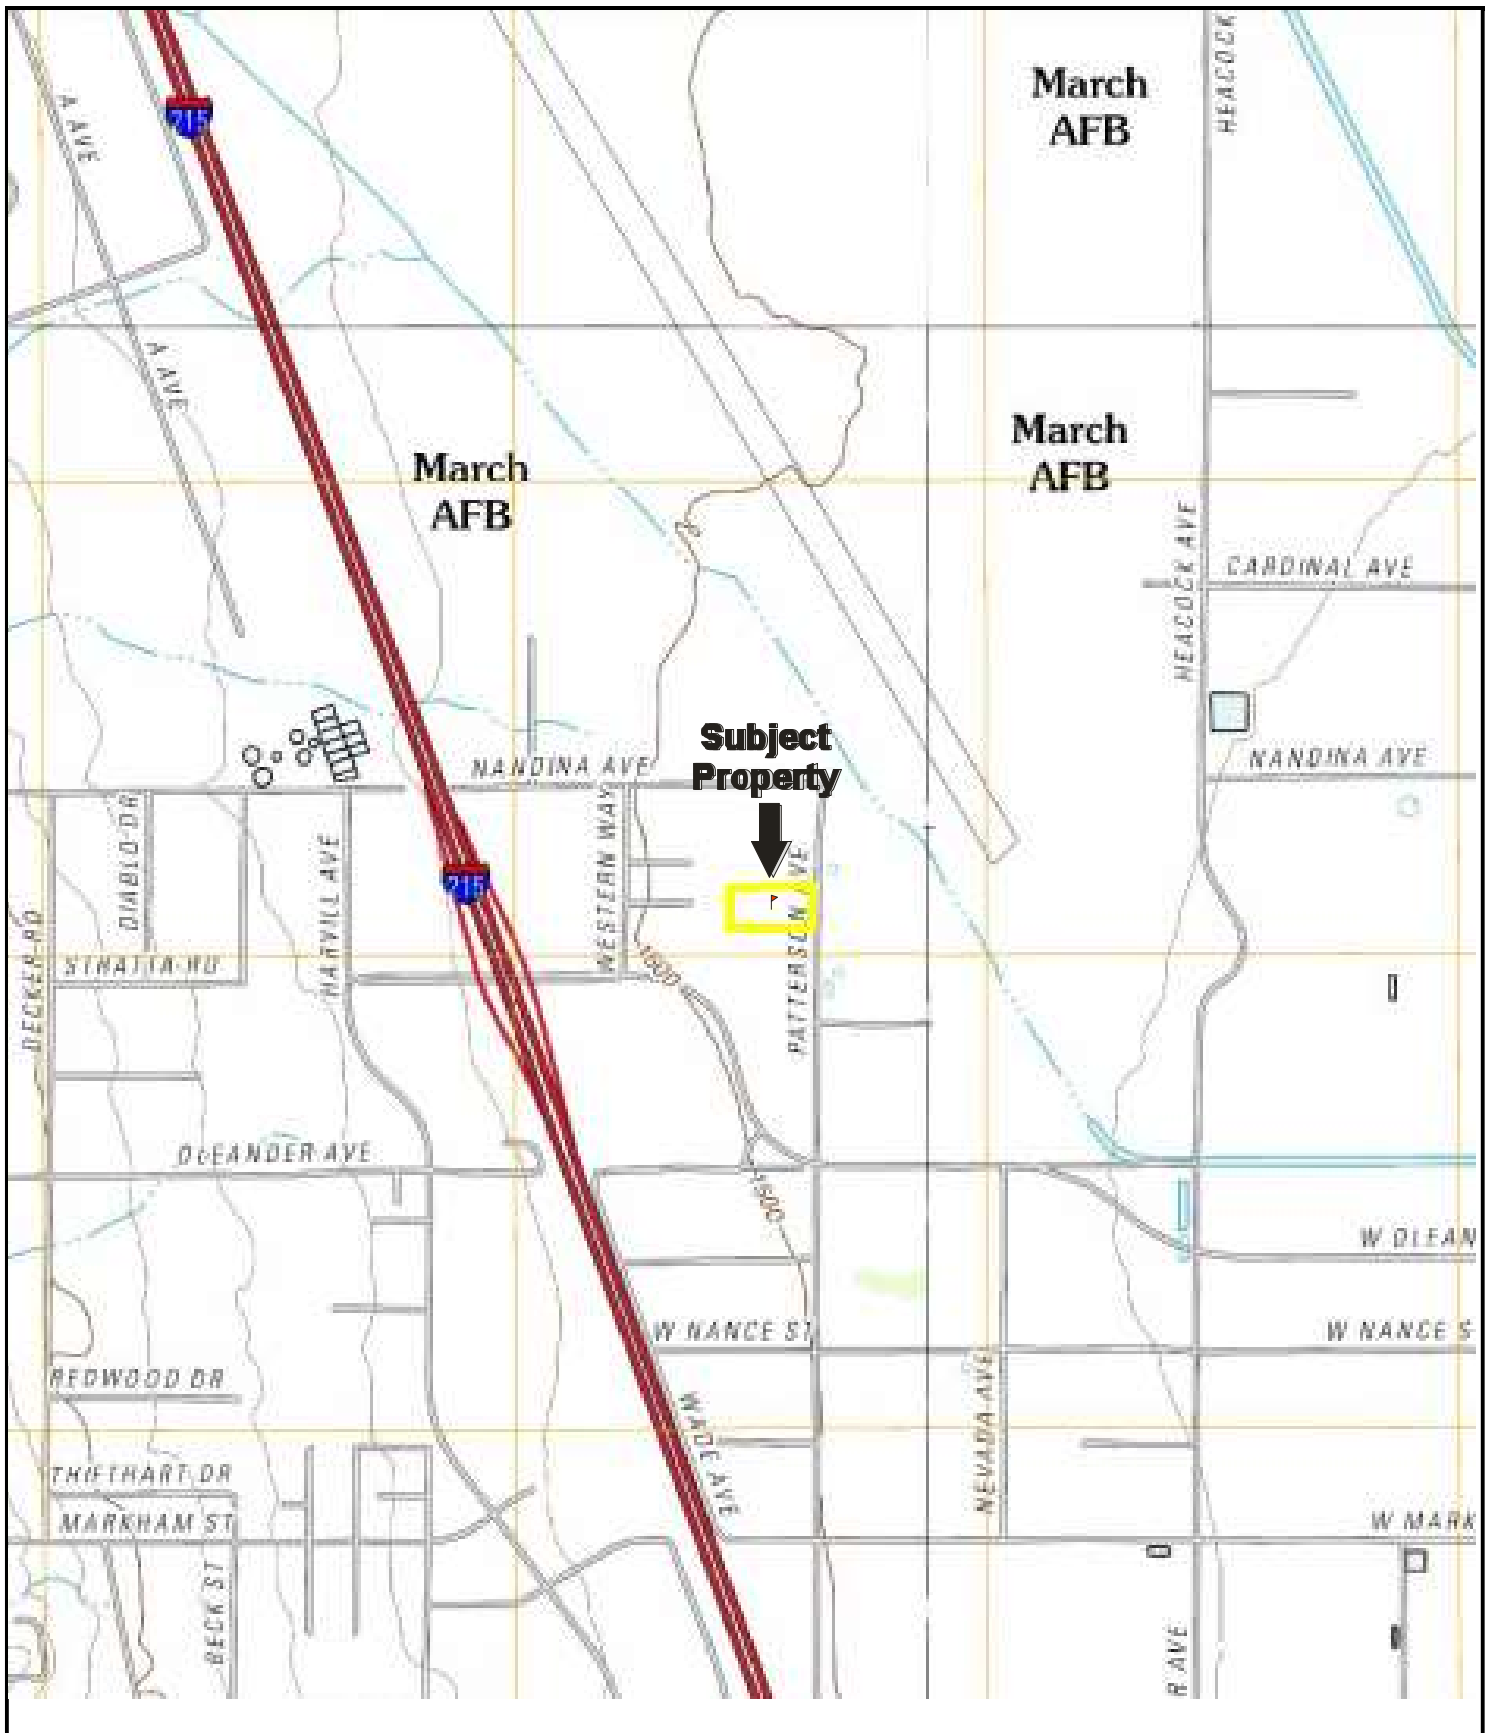 HEACOCK
March
AFB
A AVE
215
A AVE
March
AFB
March
AFB
HEACOCK AVE
CARDINAL AVE
Subject
Property
NANDINA AVE
NANDINA AVE
DIABLO DR
HARVILL AVE
WESTERN WAY
PATTERSON AVE
215
DECKER RD
STRATTA RD
1500
OLEANDER AVE
1500
W OLEAN
W NANCE ST
W NANCE S
REDWOOD DR
WADE AVE
NEVADA AVE
MARKHAM ST
W MARK
BECK ST
R AVE